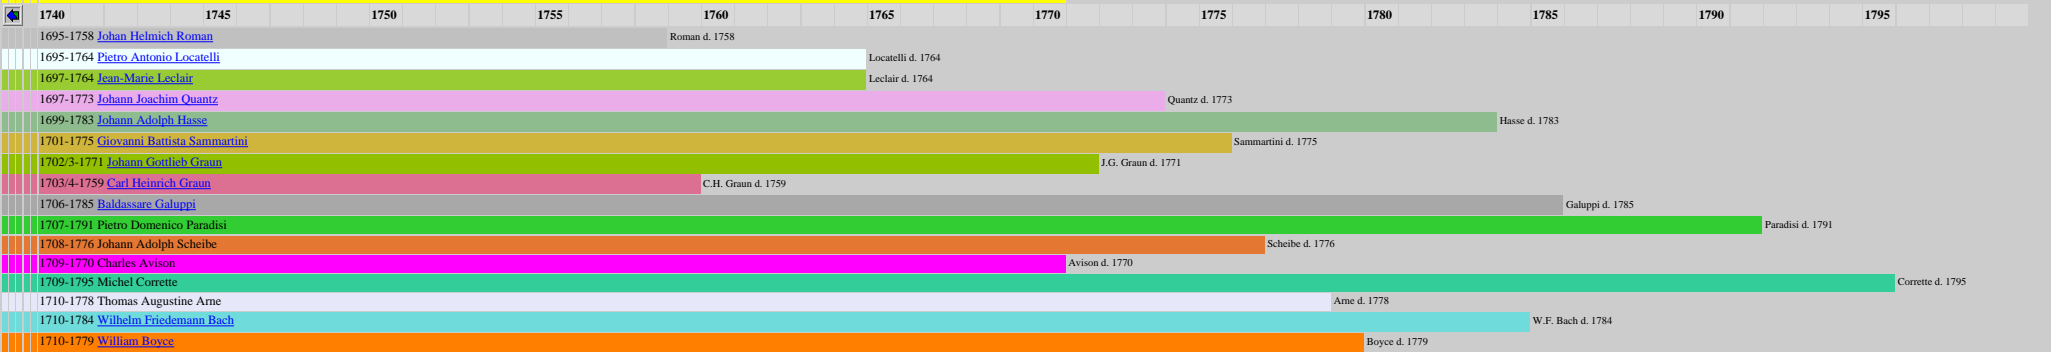 1740 1745 1750 1755 1760 1765 1770 1775 1780 1785 1790 1795
1695-1758 Johan Helmich Roman Roman d. 1758
1695-1764 Pietro Antonio Locatelli Locatelli d. 1764
1697-1764 Jean-Marie Leclair Leclair d. 1764
1697-1773 Johann Joachim Quantz Quantz d. 1773
1699-1783 Johann Adolph Hasse Hasse d. 1783
1701-1775 Giovanni Battista Sammartini Sammartini d. 1775
1702/3-1771 Johann Gottlieb Graun J.G. Graun d. 1771
1703/4-1759 Carl Heinrich Graun C.H. Graun d. 1759
1706-1785 Baldassare Galuppi Galuppi d. 1785
1707-1791 Pietro Domenico Paradisi Paradisi d. 1791
1708-1776 Johann Adolph Scheibe Scheibe d. 1776
1709-1770 Charles Avison Avison d. 1770
1709-1795 Michel Corrette Corrette d. 1795
1710-1778 Thomas Augustine Arne Arne d. 1778
1710-1784 Wilhelm Friedemann Bach W.F. Bach d. 1784
1710-1779 William Boyce Boyce d. 1779